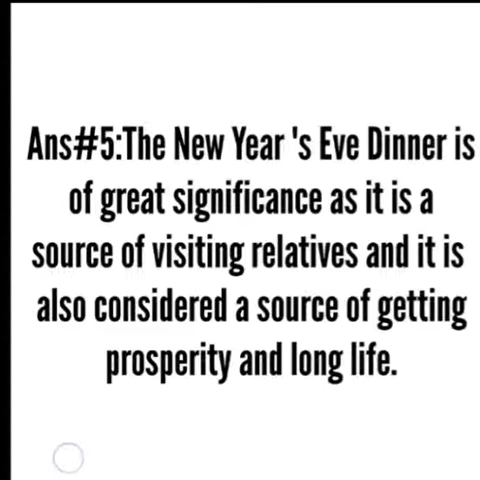 Ans#5:The New Year 's Eve Dinner is
of great significance as it is a
source of visiting relatives and it is
also considered a source of getting
prosperity and long life.